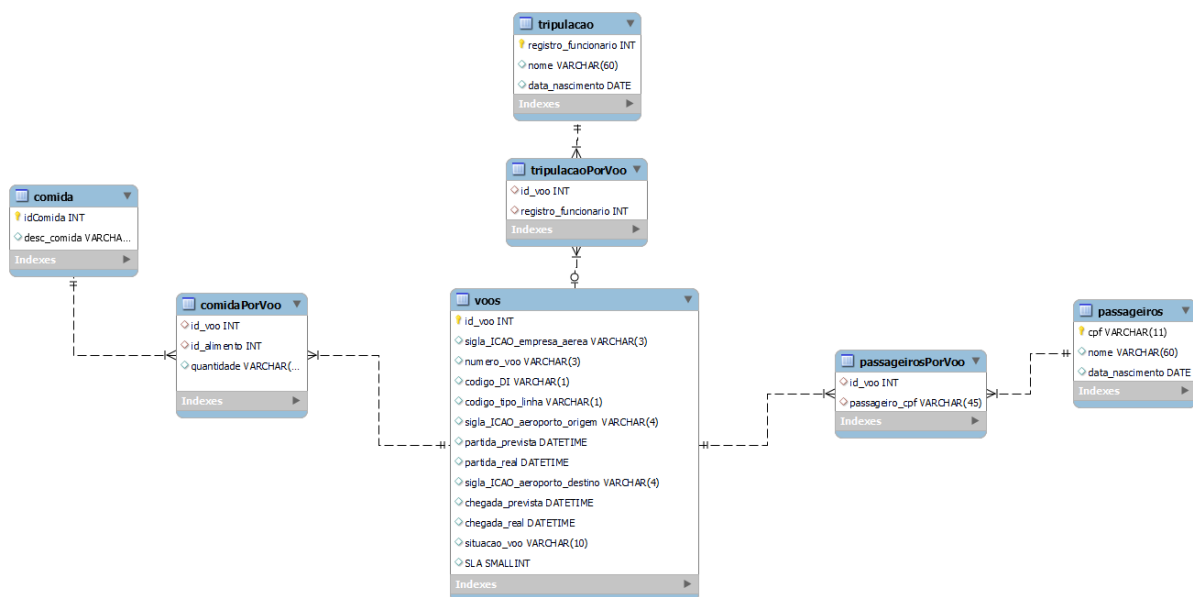 tripulacao
registro_funcionario INT
nome VARCHAR(60)
data_nascimento DATE
Indexes
tripulacaoPorVoo
id_voo INT
registro_funcionario INT
Indexes
comida
idComida INT
desc_comida VARCHA...
Indexes
comidaPorVoo
id_voo INT
id_alimento INT
quantidade VARCHAR(...
Indexes
voos
id_voo INT
sigla_ICAO_empresa_aerea VARCHAR(3)
numero_voo VARCHAR(3)
codigo_DI VARCHAR(1)
codigo_tipo_linha VARCHAR(1)
sigla_ICAO_aeroporto_origem VARCHAR(4)
partida_prevista DATETIME
partida_real DATETIME
sigla_ICAO_aeroporto_destino VARCHAR(4)
chegada_prevista DATETIME
chegada_real DATETIME
situacao_voo VARCHAR(10)
SLA SMALLINT
Indexes
passageirosPorVoo
id_voo INT
passageiro_cpf VARCHAR(45)
Indexes
passageiros
cpf VARCHAR(11)
nome VARCHAR(60)
data_nascimento DATE
Indexes